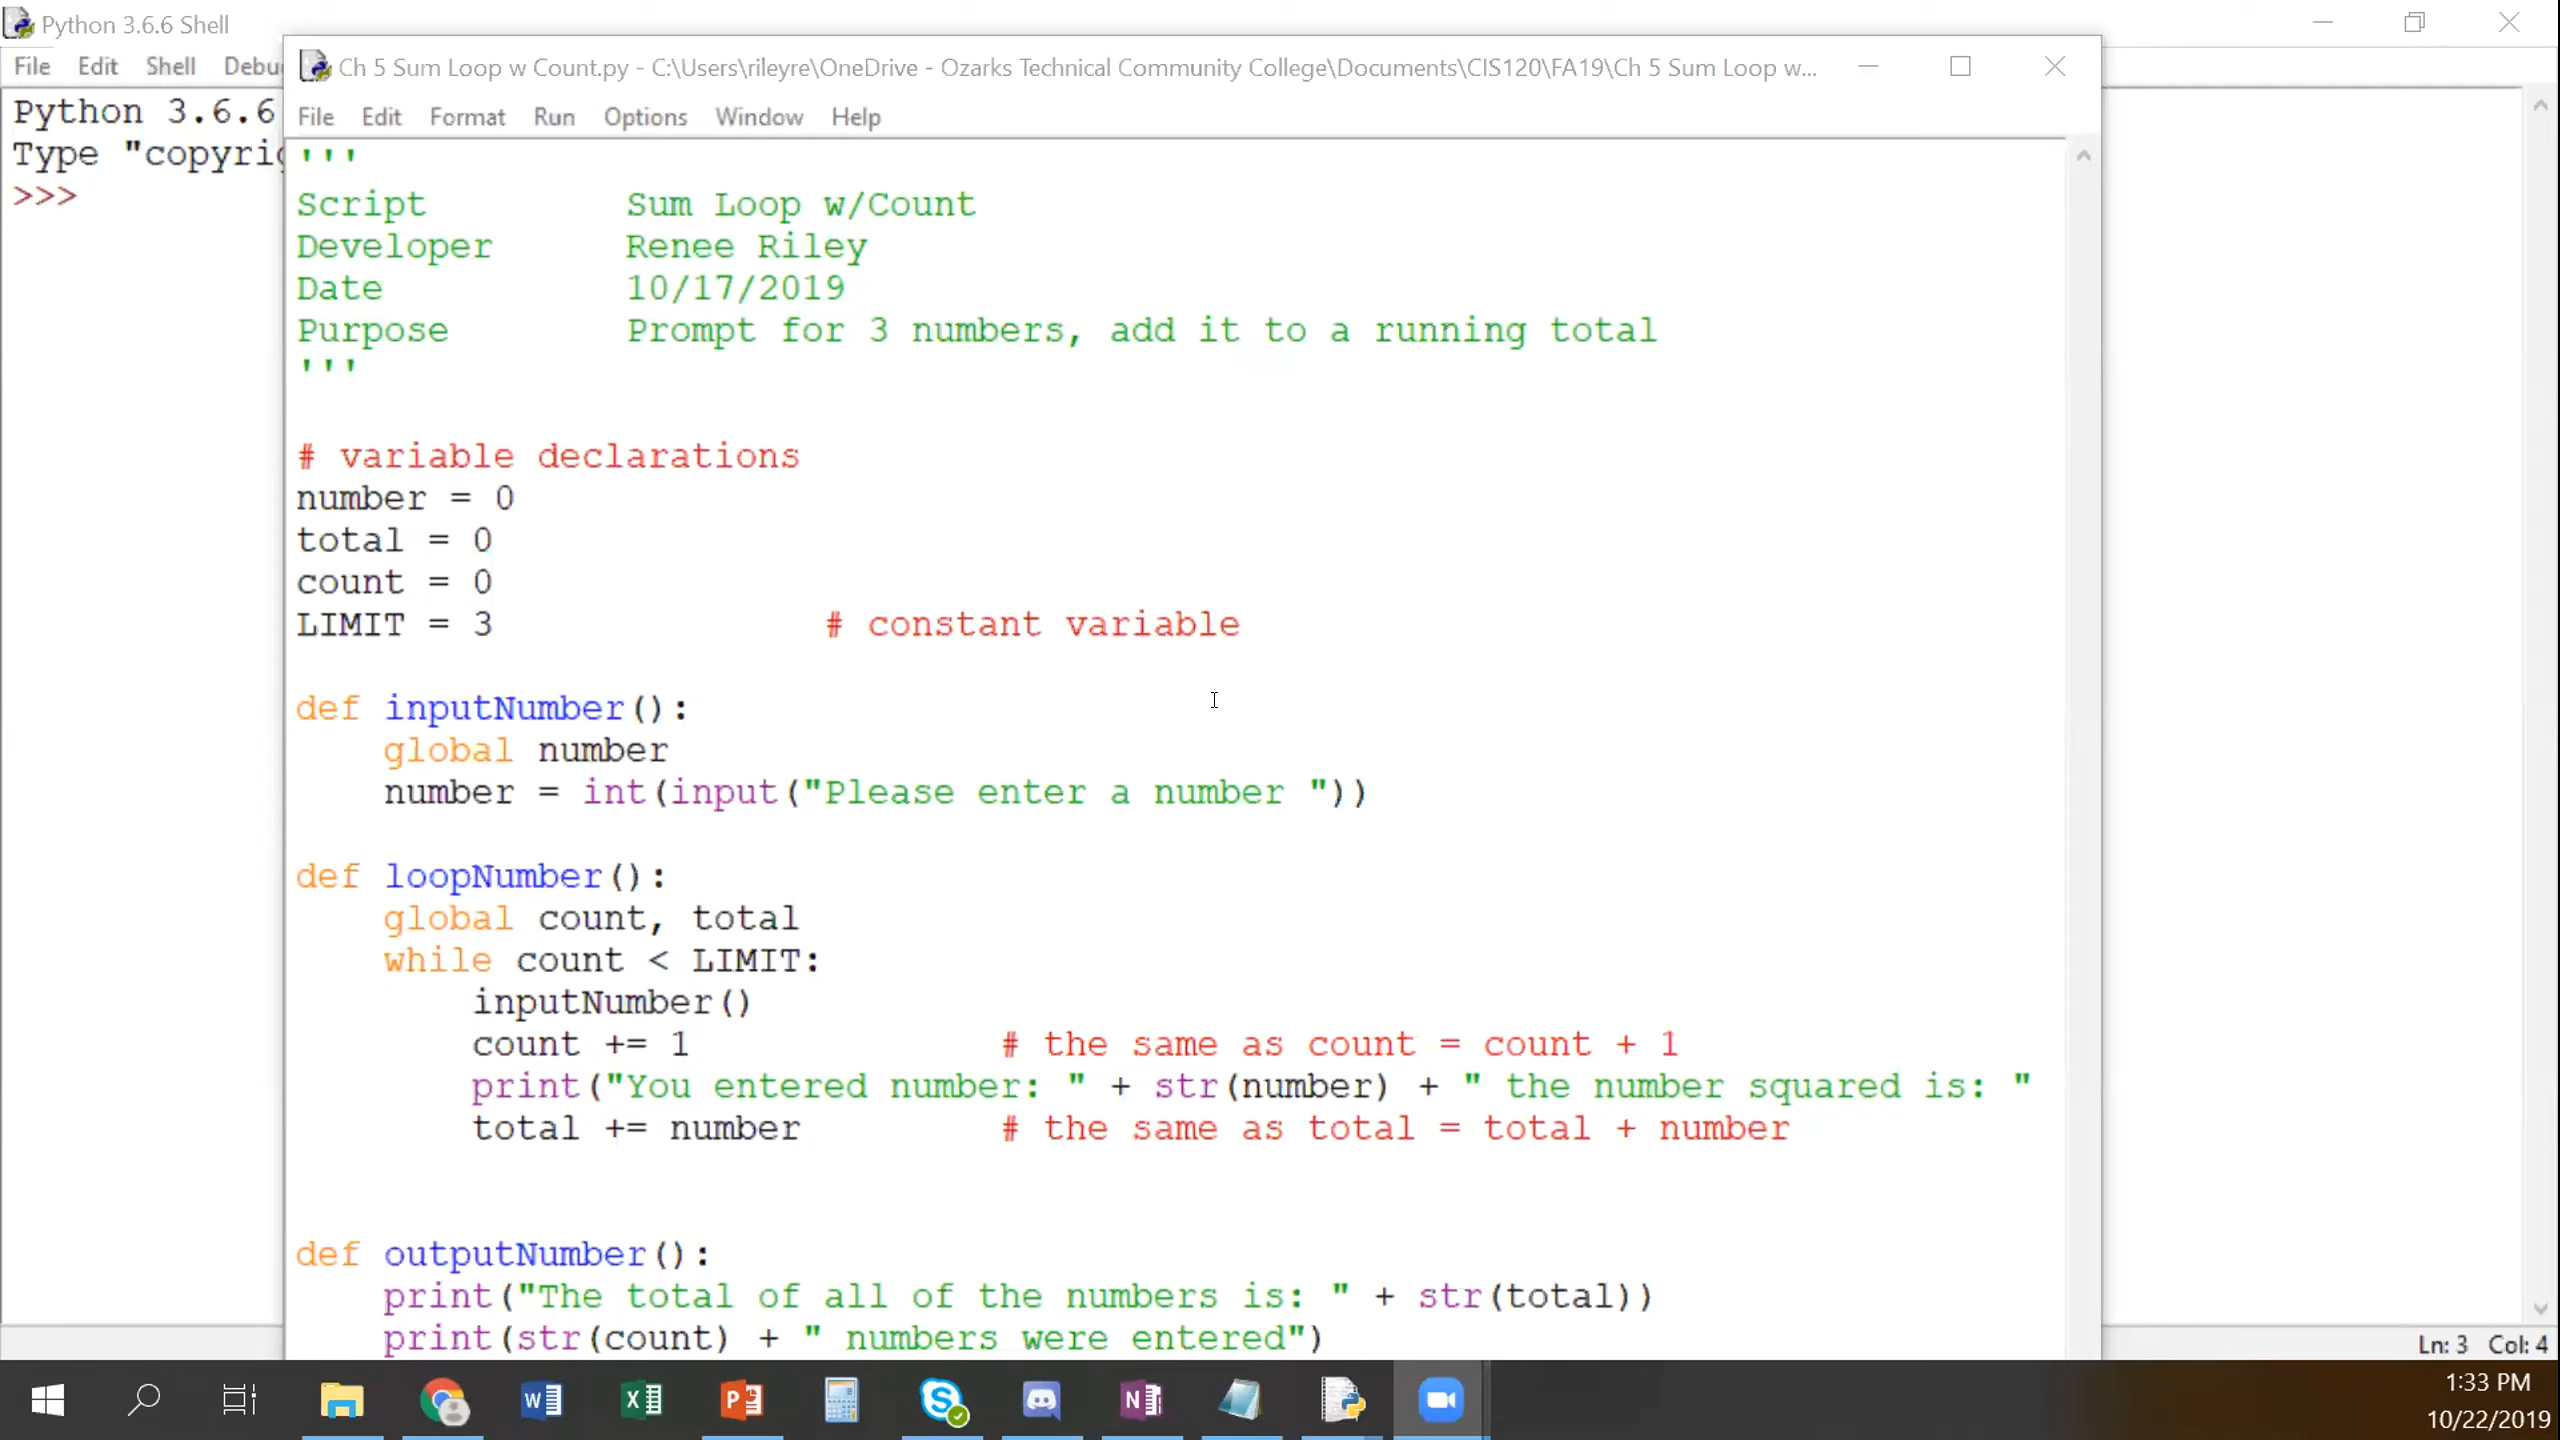 Python 3.6.6 Shell
File Edit Shell
Python 3.6.6
Type
>>>
Ch 5 Sum Loop w Count.py - C:\Users\rileyre\OneDrive - Ozarks Technical Community College\Documents\CIS120\FA19\Ch 5 Sum Loop w...
File Edit Format Run Options Window Help
'''
Script Sum Loop w/Count
Developer Renee Riley
Date 10/17/2019
Purpose Prompt for 3 numbers, add it to a running total
'''
# variable declarations
number = 0
total = 0
count = 0
LIMIT = 3 # constant variable
def inputNumber():
global number
number = int(input("Please enter a number "))
def loopNumber():
global count, total
while count < LIMIT:
inputNumber()
count += 1 # the same as count = count + 1
print("You entered number: " + str(number) + " the number squared is: "
total += number # the same as total = total + number
def outputNumber():
print("The total of all of the numbers is: " + str(total))
print(str(count) + " numbers were entered")
Ln: 3 Col: 4
1:33 PM
10/22/2019